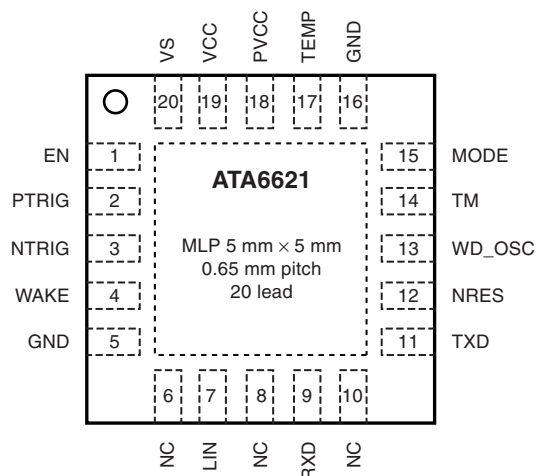 VS VCC PVCC TEMP GND
20 19 18 17 16
EN 1 15 MODE
ATA6621
PTRIG 2 14 TM
NTRIG 3 MLP 5 mm × 5 mm 13 WD_OSC
0.65 mm pitch
WAKE 4 20 lead 12 NRES
GND 5 11 TXD
6 7 8 9 10
NC LIN NC RXD NC